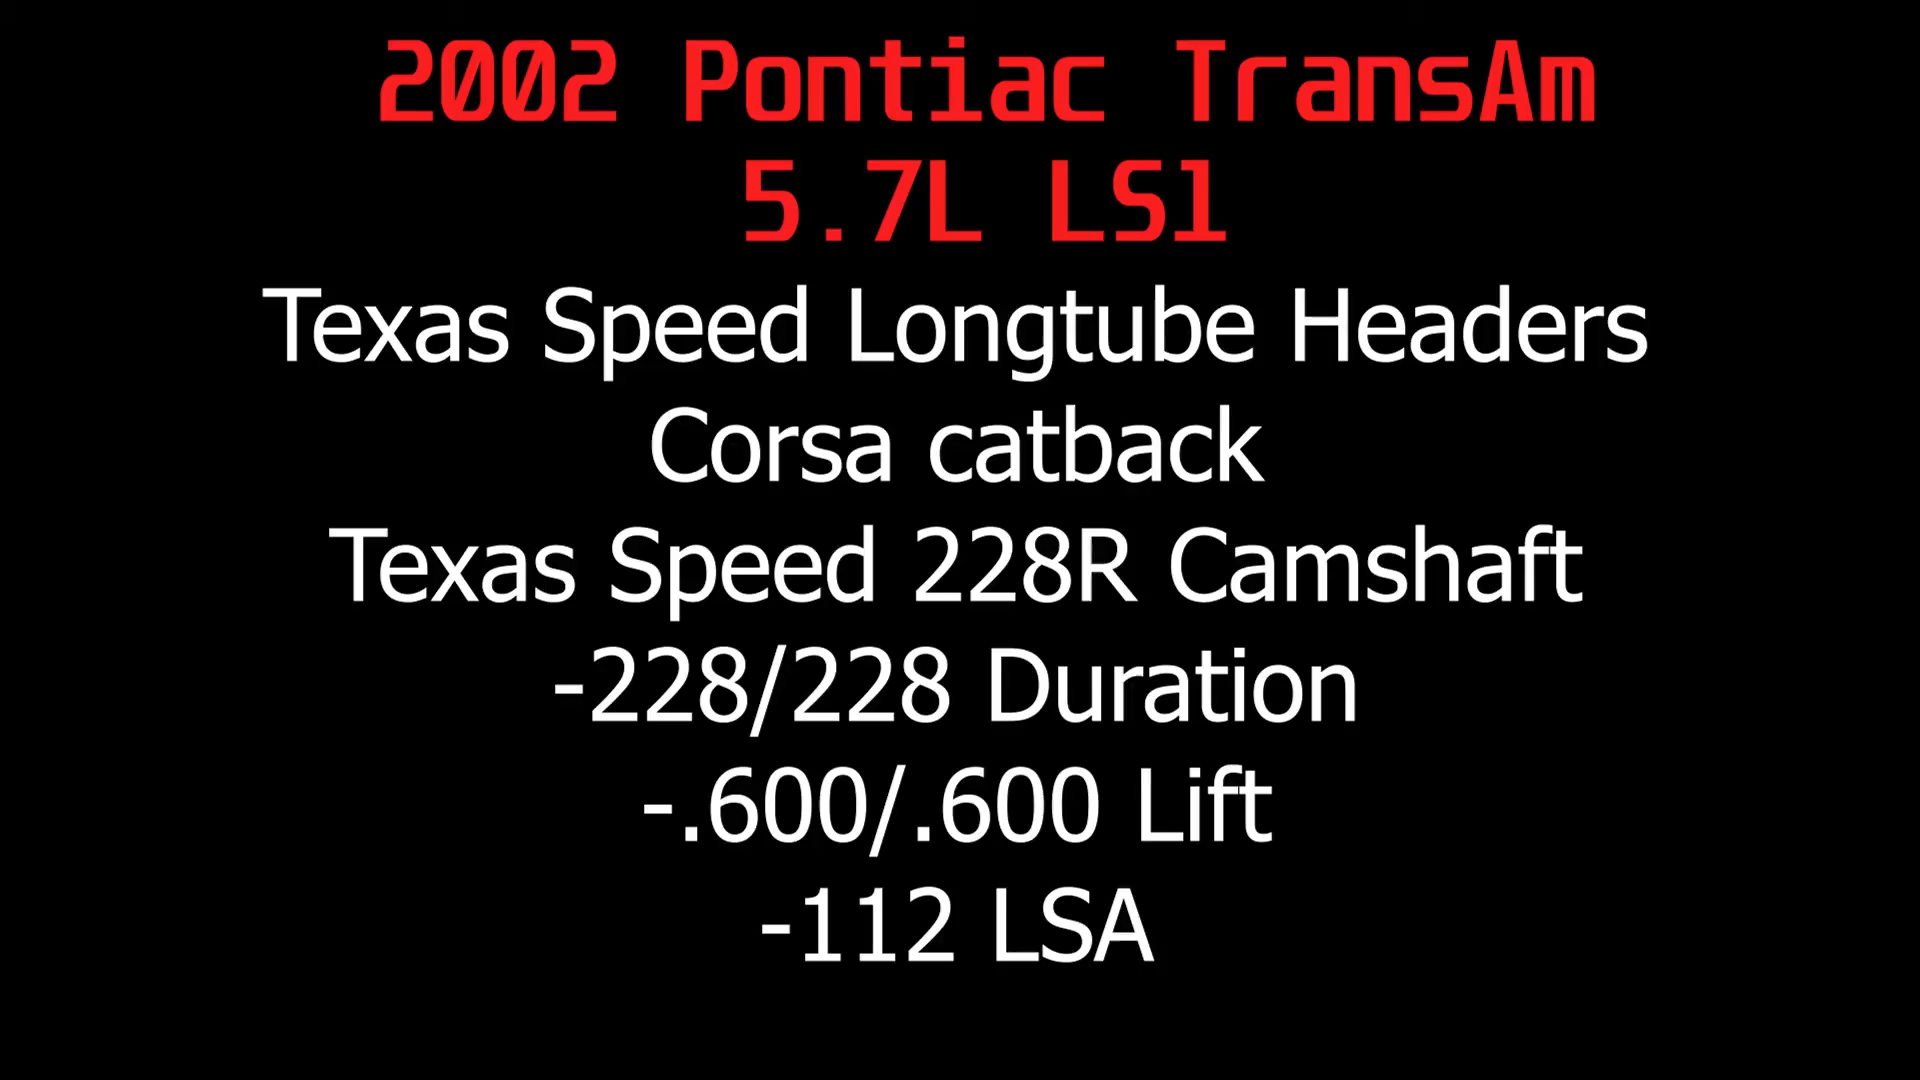 2002 Pontiac TransAm
5.7L LS1
Texas Speed Longtube Headers
Corsa catback
Texas Speed 228R Camshaft
-228/228 Duration
-.600/.600 Lift
-112 LSA